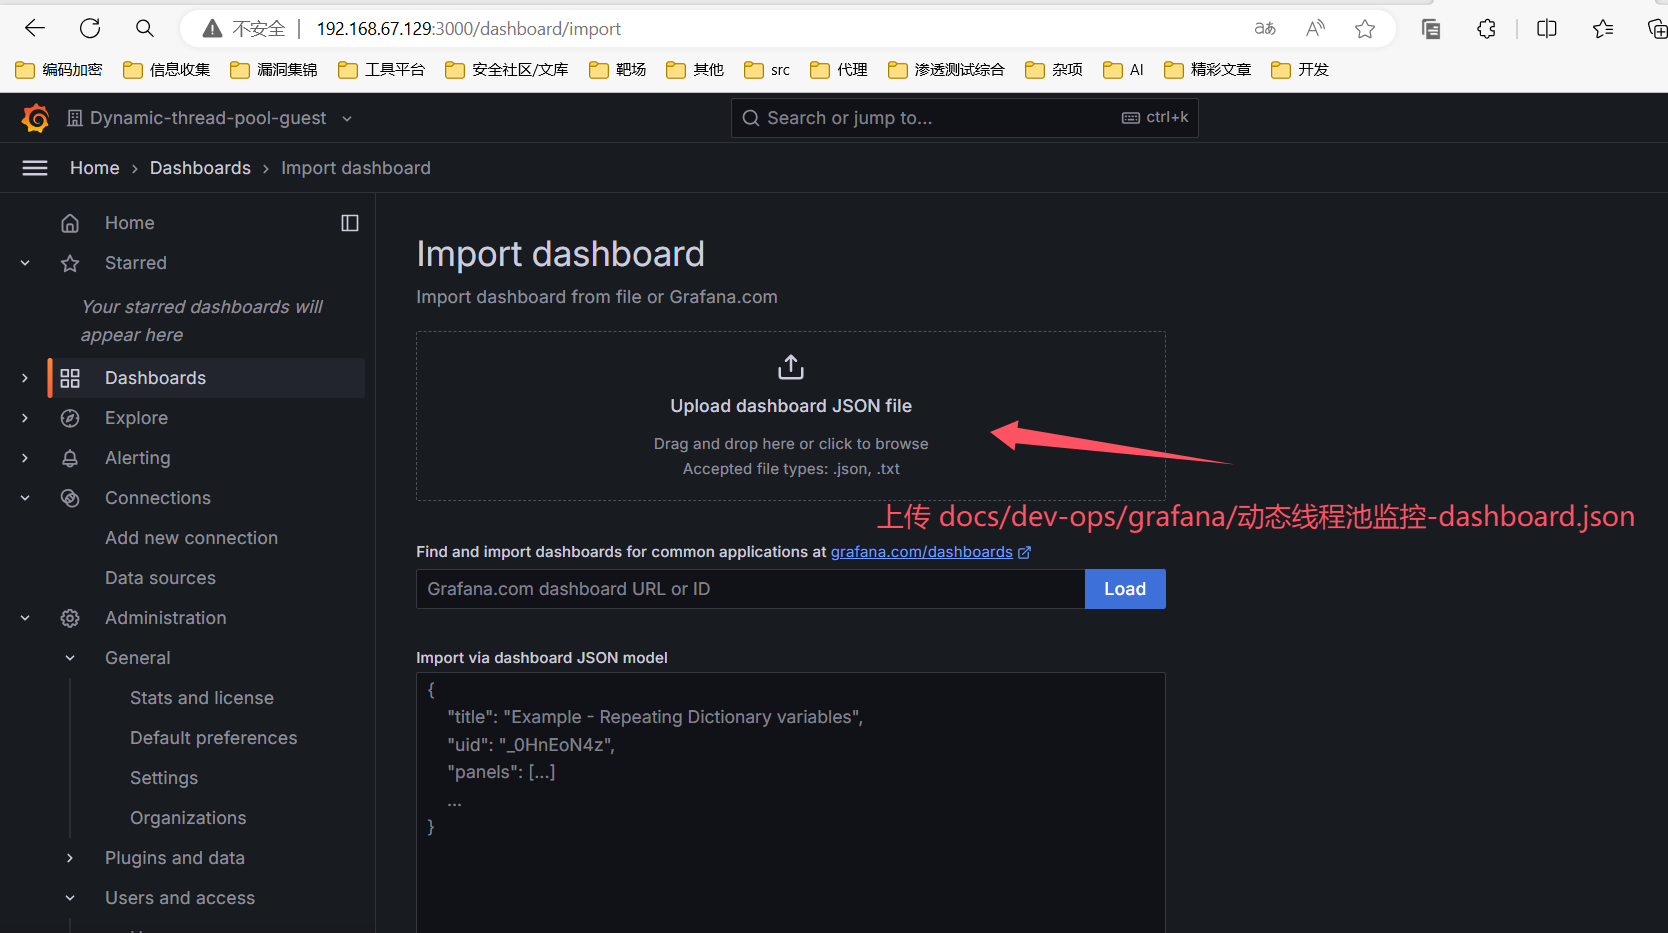 不安全 192.168.67.129:3000/dashboard/import
编码加密 信息收集 漏洞集锦 工具平台 安全社区/文库 靶场 其他 src 代理 渗透测试综合 杂项 AI 精彩文章 开发
Dynamic-thread-pool-guest
Search or jump to...
ctrl+k
Home › Dashboards › Import dashboard
Home
Starred
Your starred dashboards will
appear here
Dashboards
Explore
Alerting
Connections
Add new connection
Data sources
Administration
General
Stats and license
Default preferences
Settings
Organizations
Plugins and data
Users and access
Import dashboard
Import dashboard from file or Grafana.com
Upload dashboard JSON file
Drag and drop here or click to browse
Accepted file types: .json, .txt
上传 docs/dev-ops/grafana/动态线程池监控-dashboard.json
Find and import dashboards for common applications at grafana.com/dashboards
Grafana.com dashboard URL or ID
Load
Import via dashboard JSON model
{
"title": "Example - Repeating Dictionary variables",
"uid": "_0HnEoN4z",
"panels": [...]
...
}